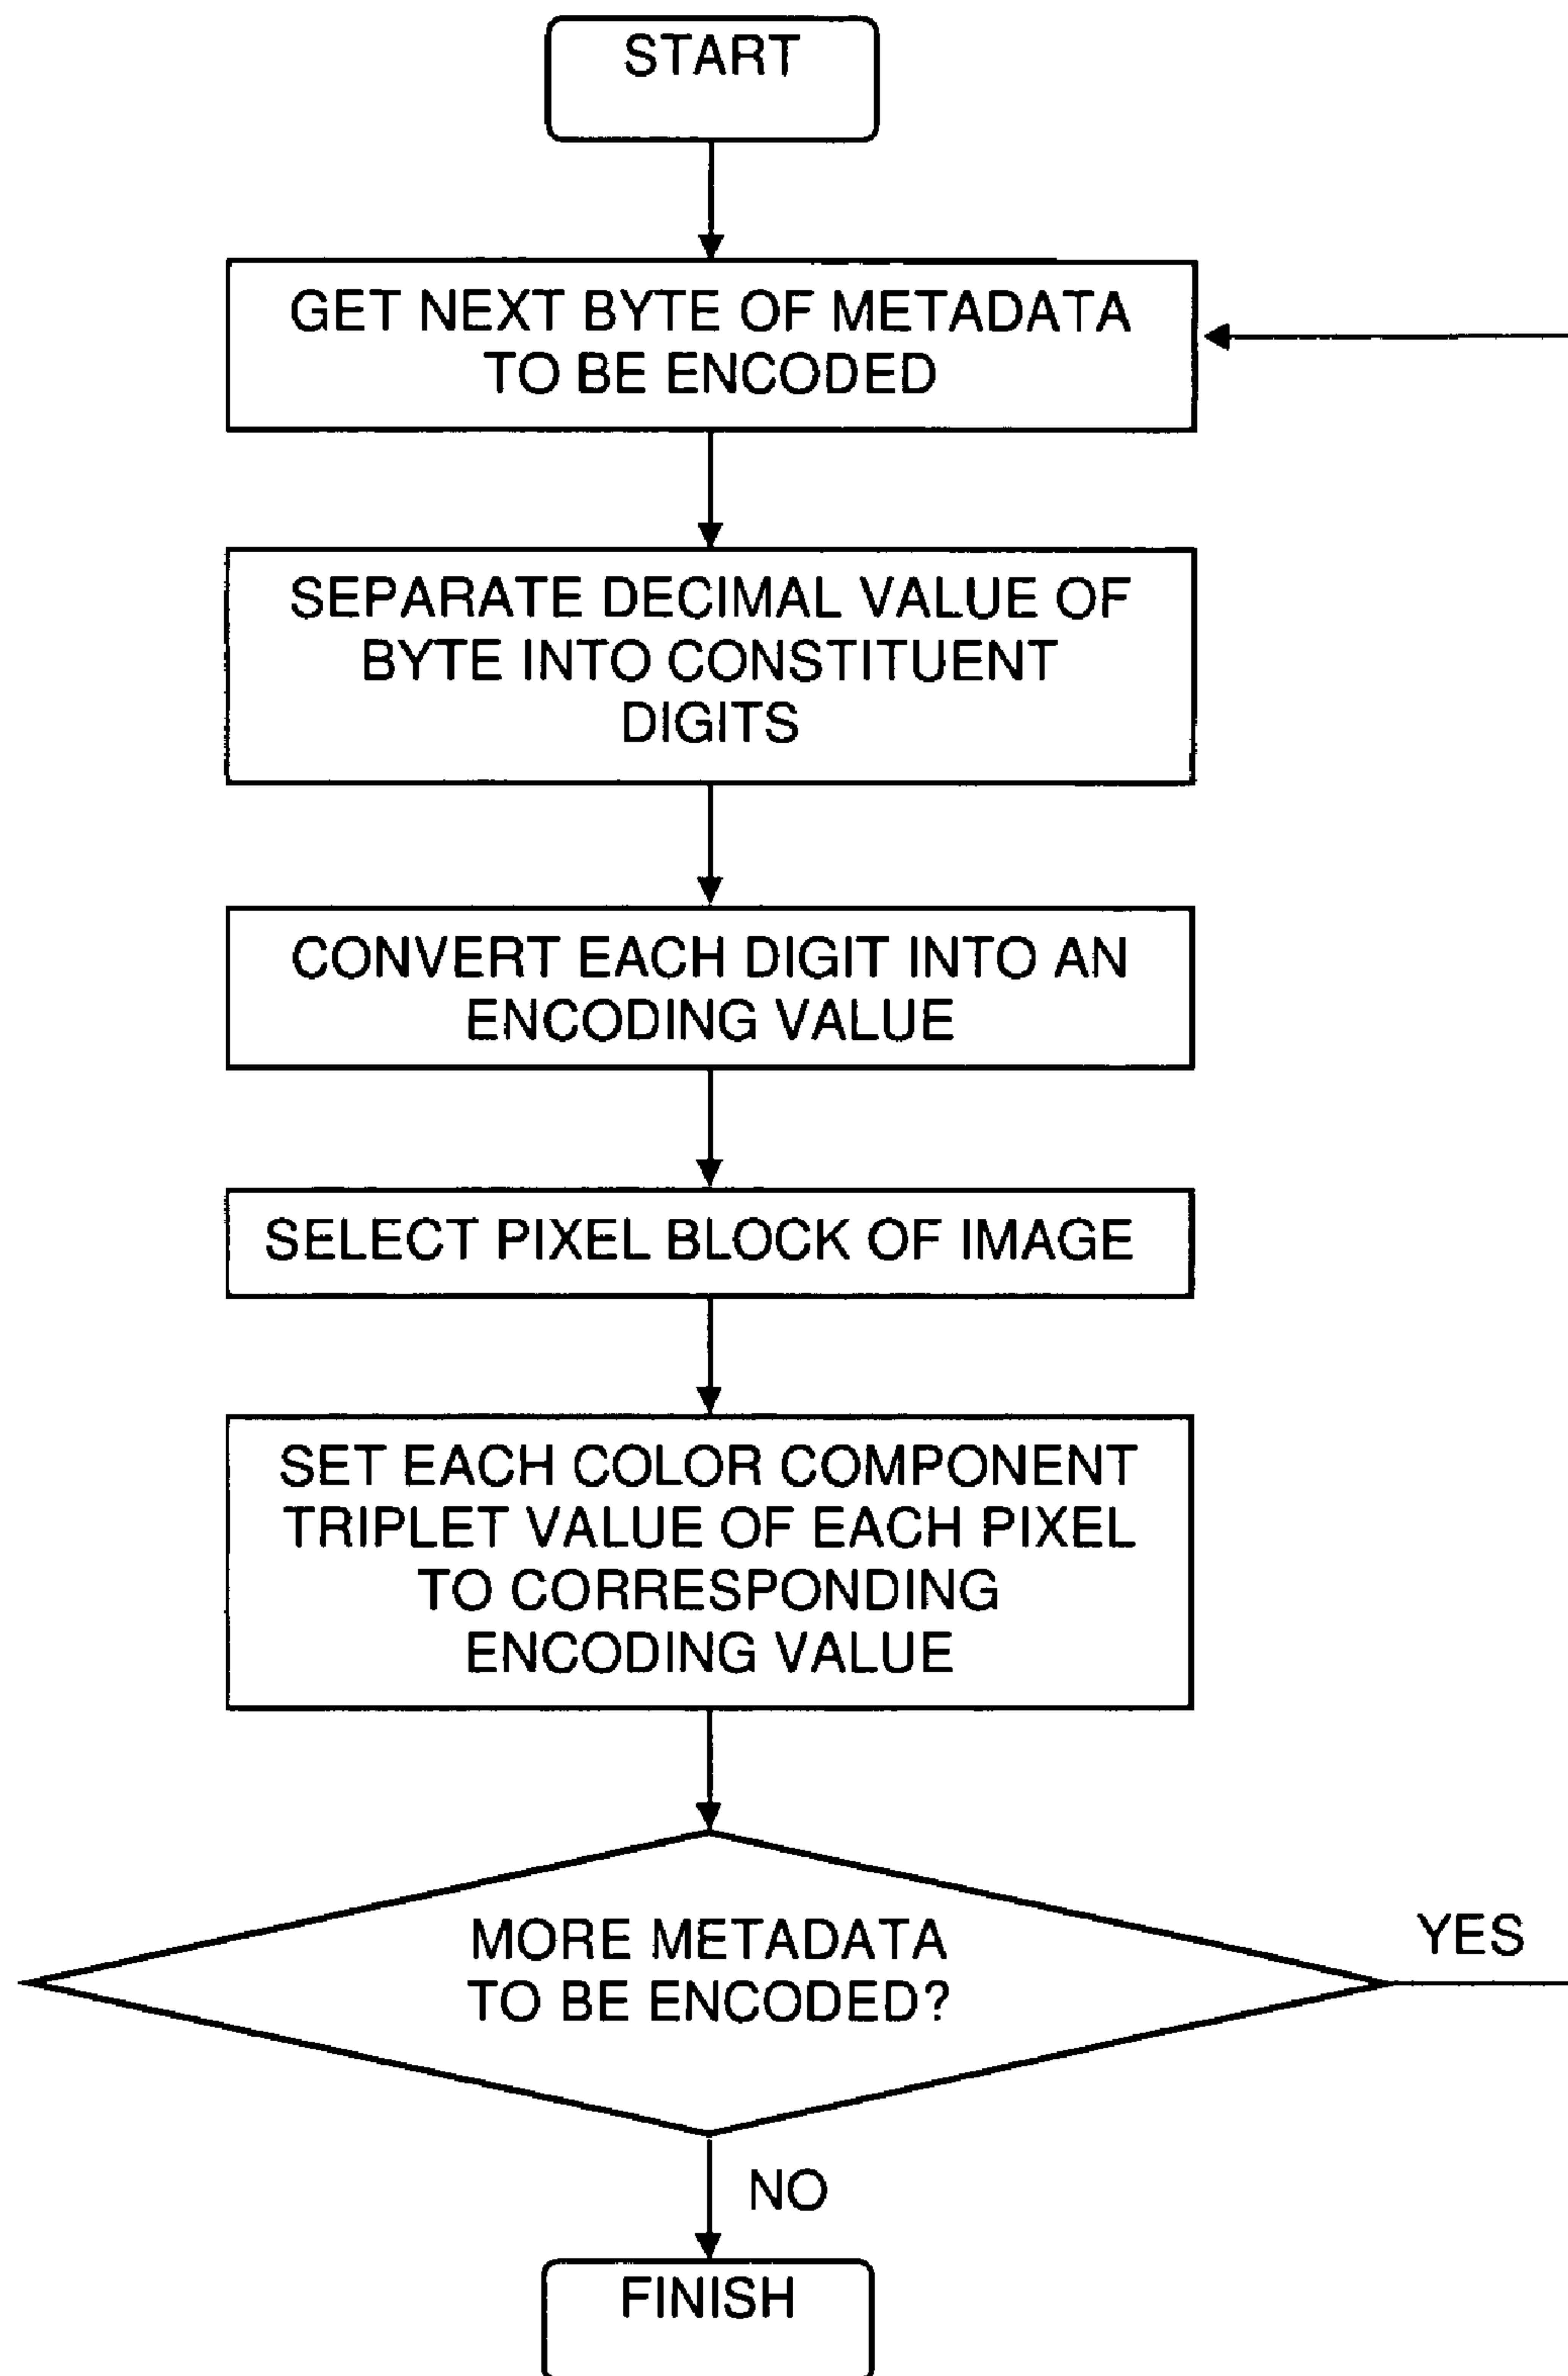 START
GET NEXT BYTE OF METADATA
TO BE ENCODED
SEPARATE DECIMAL VALUE OF
BYTE INTO CONSTITUENT
DIGITS
CONVERT EACH DIGIT INTO AN
ENCODING VALUE
SELECT PIXEL BLOCK OF IMAGE
SET EACH COLOR COMPONENT
TRIPLET VALUE OF EACH PIXEL
TO CORRESPONDING
ENCODING VALUE
MORE METADATA
TO BE ENCODED?
YES
NO
FINISH